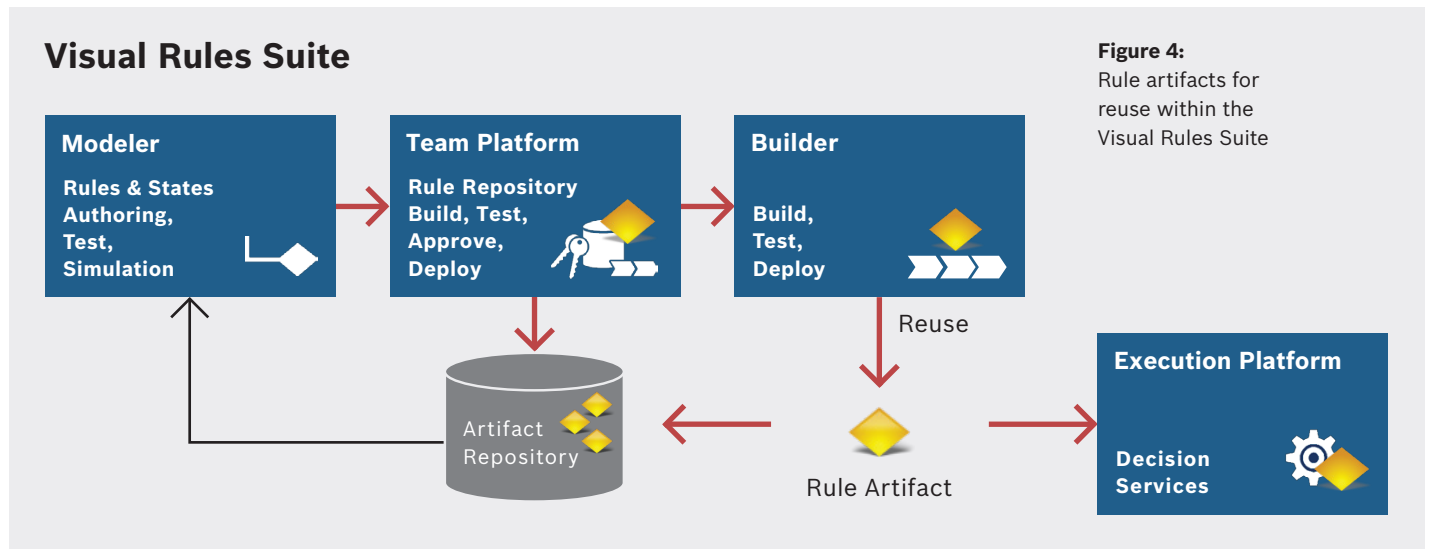 Visual Rules Suite
Figure 4:
Rule artifacts for
reuse within the
Visual Rules Suite
Modeler
Rules & States
Authoring,
Test,
Simulation
Team Platform
Rule Repository
Build, Test,
Approve,
Deploy
Builder
Build,
Test,
Deploy
Reuse
Execution Platform
Decision
Services
Artifact
Repository
Rule Artifact